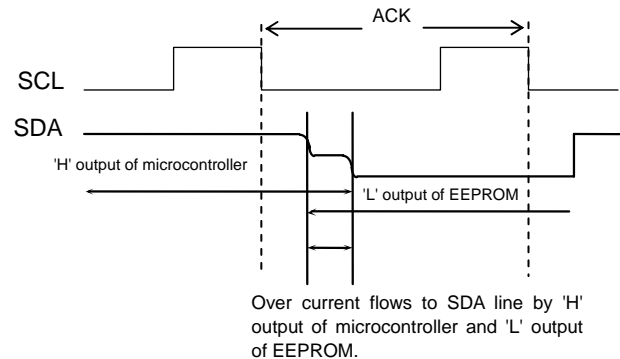 ACK
SCL
SDA
'H' output of microcontroller
'L' output of EEPROM
Over current flows to SDA line by 'H'
output of microcontroller and 'L' output
of EEPROM.